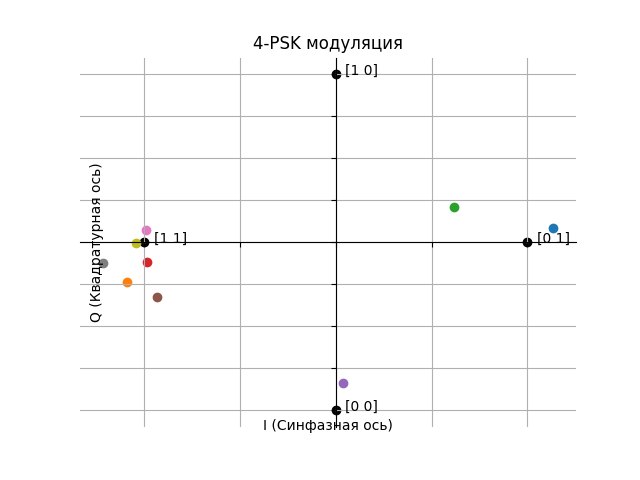 4-PSK модуляция
[1 0]
[1 1]
[0 1]
Q (Квадратурная ось)
[0 0]
I (Синфазная ось)